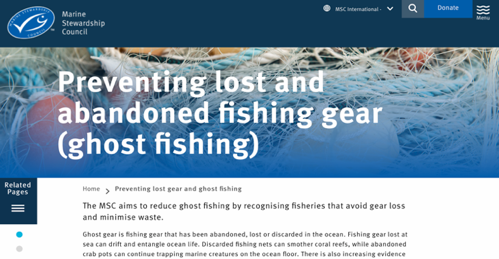 Marine
Stewardship
Council
MSC International -
Donate
Menu
Preventing lost and
abandoned fishing gear
(ghost fishing)
Related
Pages
Home > Preventing lost gear and ghost fishing
The MSC aims to reduce ghost fishing by recognising fisheries that avoid gear loss
and minimise waste.
Ghost gear is fishing gear that has been abandoned, lost or discarded in the ocean. Fishing gear lost at
sea can drift and entangle ocean life. Discarded fishing nets can smother coral reefs, while abandoned
crab pots can continue trapping marine creatures on the ocean floor. There is also increasing evidence